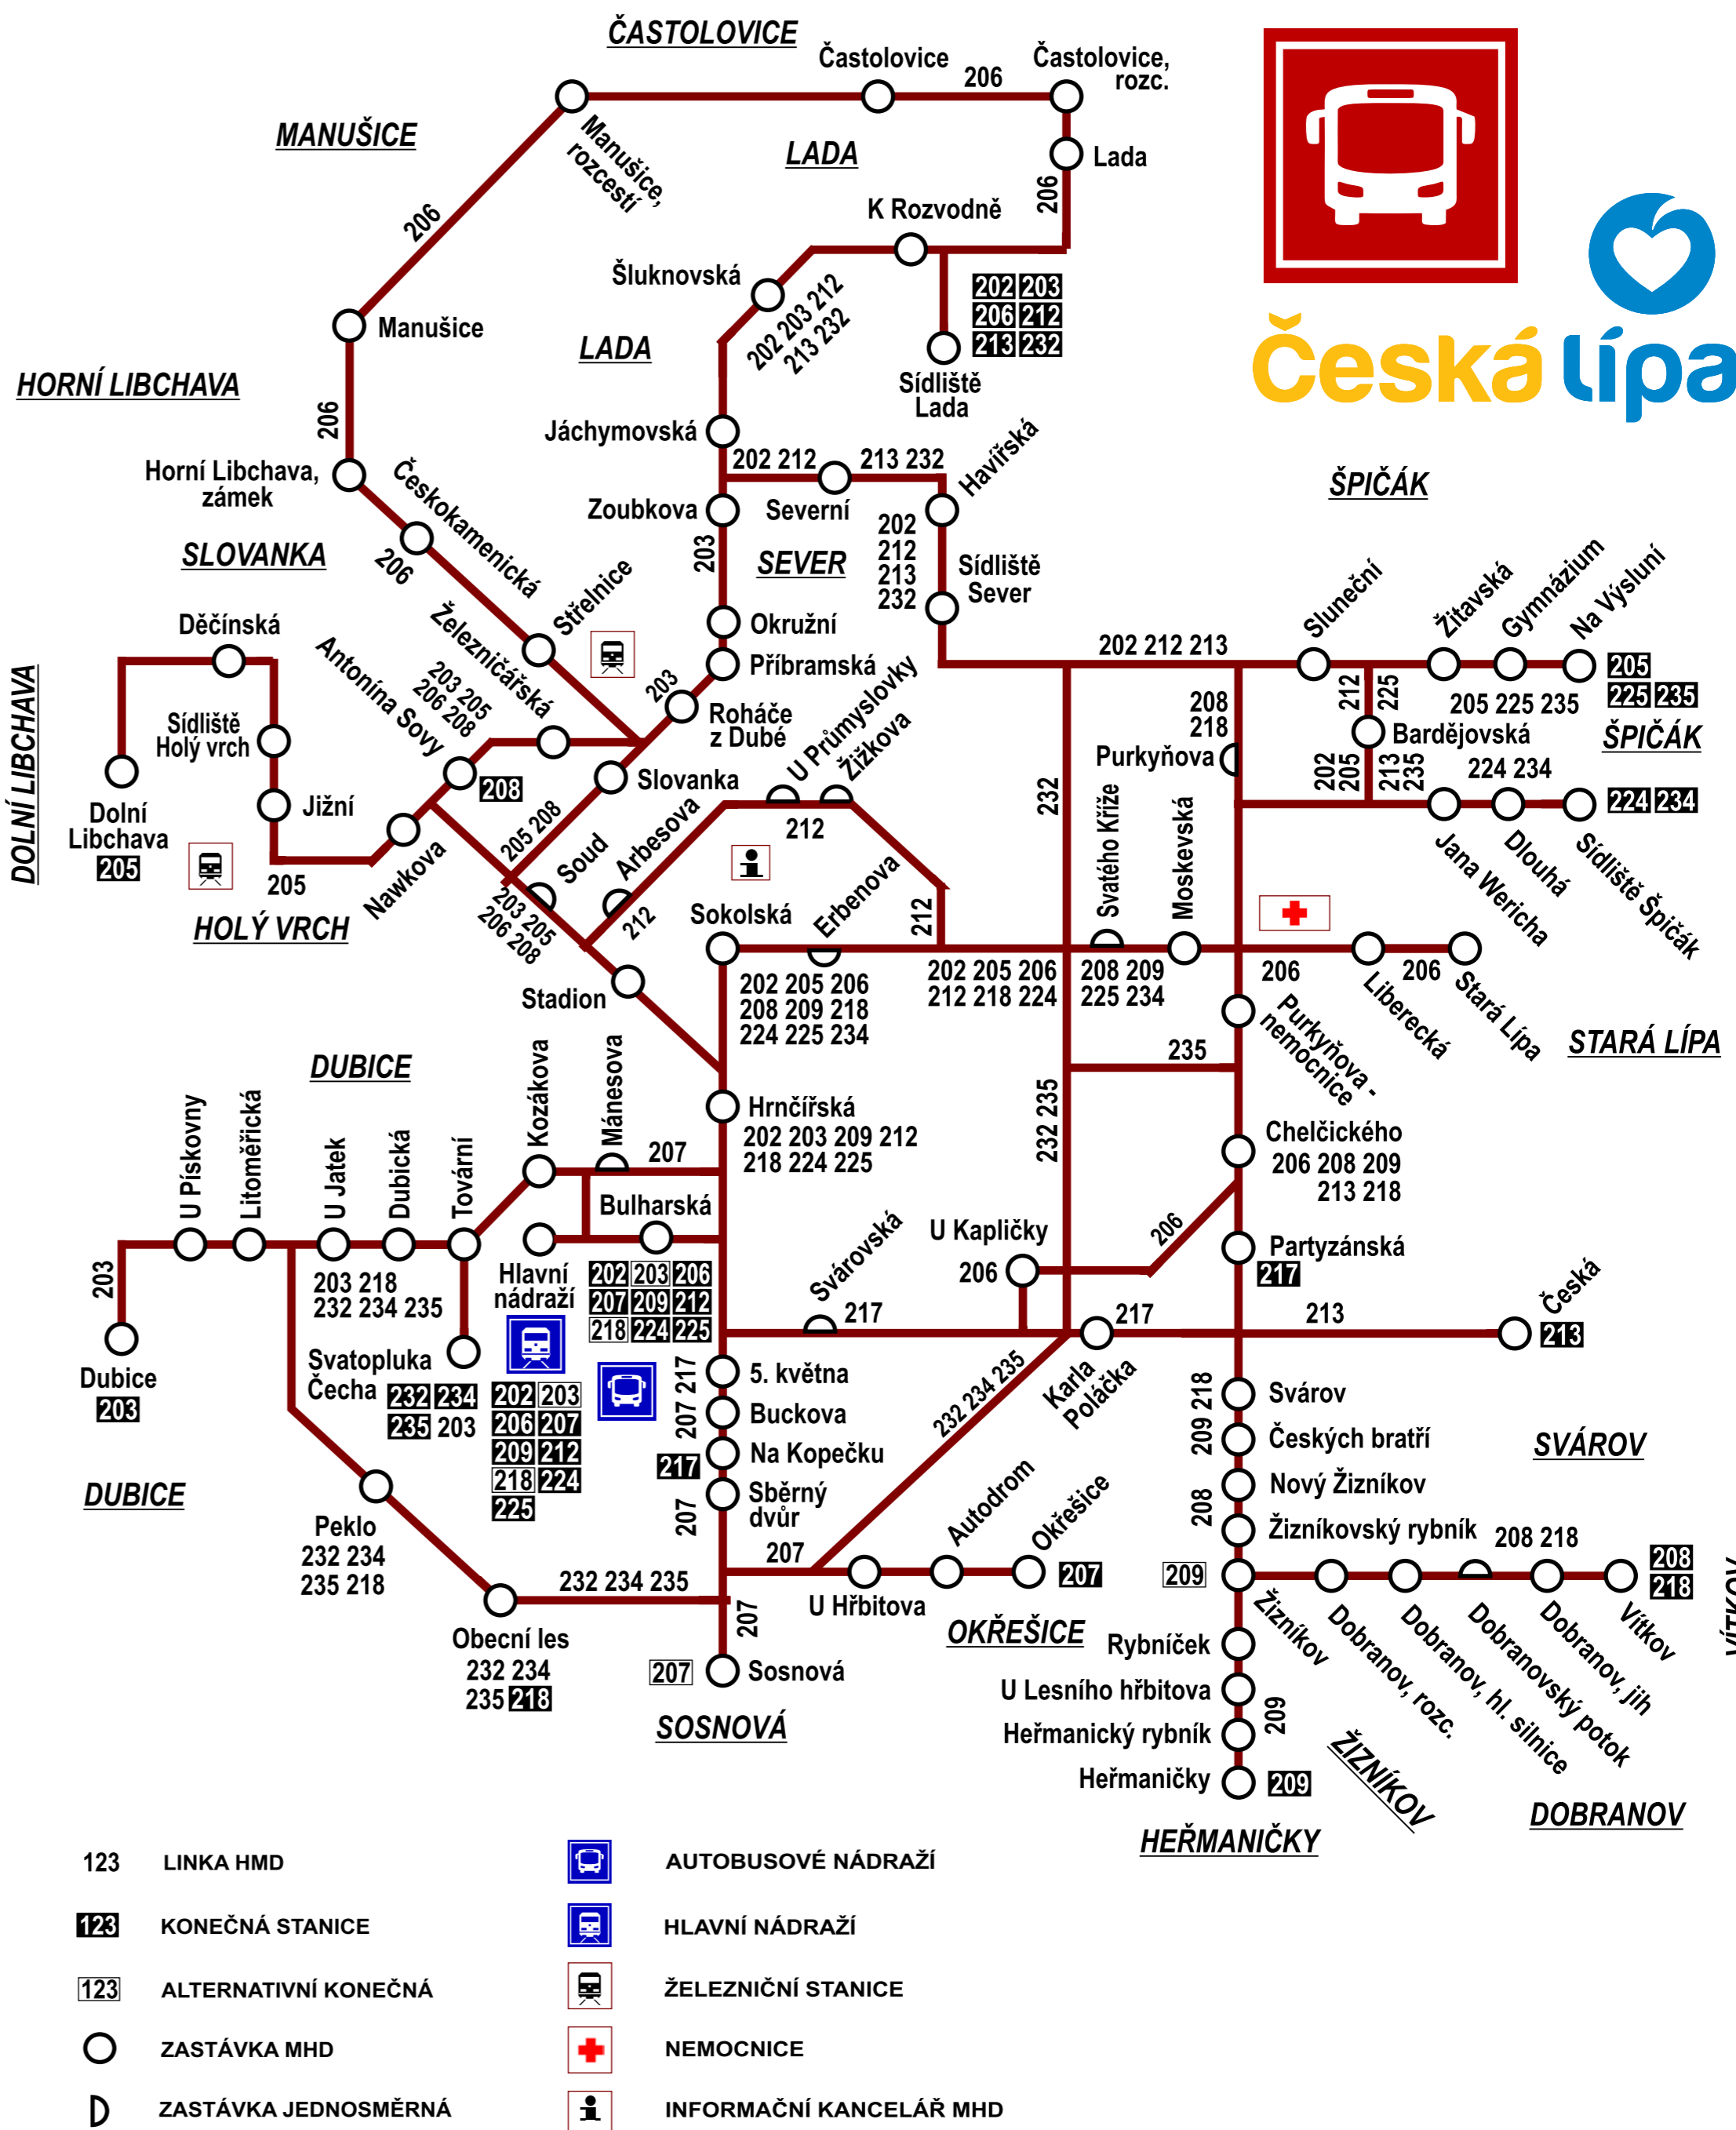 ČASTOLOVICE
Častolovice
206
Častolovice,
rozc.
MANUŠICE
Manušice,
rozcestí
LADA
Lada
206
206
K Rozvodně
Šluknovská
202 203 212
213 232
202 203
206 212
213 232
Sídliště
Lada
Česká lípa
Manušice
LADA
HORNÍ LIBCHAVA
206
Jáchymovská
Horní Libchava,
zámek
Českokamenická
202 212
213 232
Havířská
ŠPIČÁK
Zoubkova
Severní
202
212
213
232
SLOVANKA
206
203
SEVER
Sídliště
Sever
Střelnice
Železničářská
Děčínská
Antonína Sovy
203 205
206 208
Okružní
Příbramská
203
Roháče
z Dubé
202 212 213
Sluneční
Žitavská
Gymnázium
Na Výsluní
205
225 235
205 225 235
ŠPIČÁK
212
225
Bardějovská
208
218
Purkyňova
DOLNÍ LIBCHAVA
Sídliště
Holý vrch
U Průmyslovky
Žižkova
Slovanka
208
232
202
205
213
235
224 234
224 234
Dolní
Libchava
205
Jižní
205 208
212
Jana Wericha
Dlouhá
Sídliště Špičák
205
Nawkova
Soud
Arbesova
203 205
206 208
212
HOLÝ VRCH
Sokolská
Erbenova
212
Svatého Kříže
Moskevská
Stadion
202 205 206
208 209 218
224 225 234
202 205 206
212 218 224
208 209
225 234
206
Liberecká
206
Stará Lípa
STARÁ LÍPA
Purkyňova -
nemocnice
235
DUBICE
Kozákova
Mánesova
Hrnčířská
202 203 209 212
218 224 225
232 235
Chelčického
206 208 209
213 218
U Pískovny
Litoměřická
U Jatek
Dubická
Tovární
207
Bulharská
Svárovská
U Kapličky
206
206
Partyzánská
217
203
203 218
232 234 235
Hlavní
nádraží
202 203 206
207 209 212
218 224 225
217
217
213
Česká
213
Dubice
203
Svatopluka
Čecha
232 234
235 203
202 203
206 207
209 212
218 224
225
207 217
5. května
Buckova
217
Na Kopečku
Sběrný
dvůr
207
232 234 235
Karla
Poláčka
209 218
Svárov
Českých bratří
SVÁROV
Nový Žizníkov
208
Žizníkovský rybník
DUBICE
Peklo
232 234
235 218
Autodrom
Okřešice
207
207
U Hřbitova
OKŘEŠICE
209
Žizníkov
208 218
208
218
VÍTKOV
Dobranov, rozc.
Dobranov, hl. silnice
Dobranovský potok
Dobranov, jih
Vítkov
232 234 235
Obecní les
232 234
235 218
207
207
Sosnová
SOSNOVÁ
Rybníček
U Lesního hřbitova
209
Heřmanický rybník
Heřmaničky
209
ŽIZNÍKOV
DOBRANOV
HEŘMANIČKY
123 LINKA HMD
AUTOBUSOVÉ NÁDRAŽÍ
123 KONEČNÁ STANICE
HLAVNÍ NÁDRAŽÍ
123 ALTERNATIVNÍ KONEČNÁ
ŽELEZNIČNÍ STANICE
ZASTÁVKA MHD
NEMOCNICE
ZASTÁVKA JEDNOSMĚRNÁ
INFORMAČNÍ KANCELÁŘ MHD